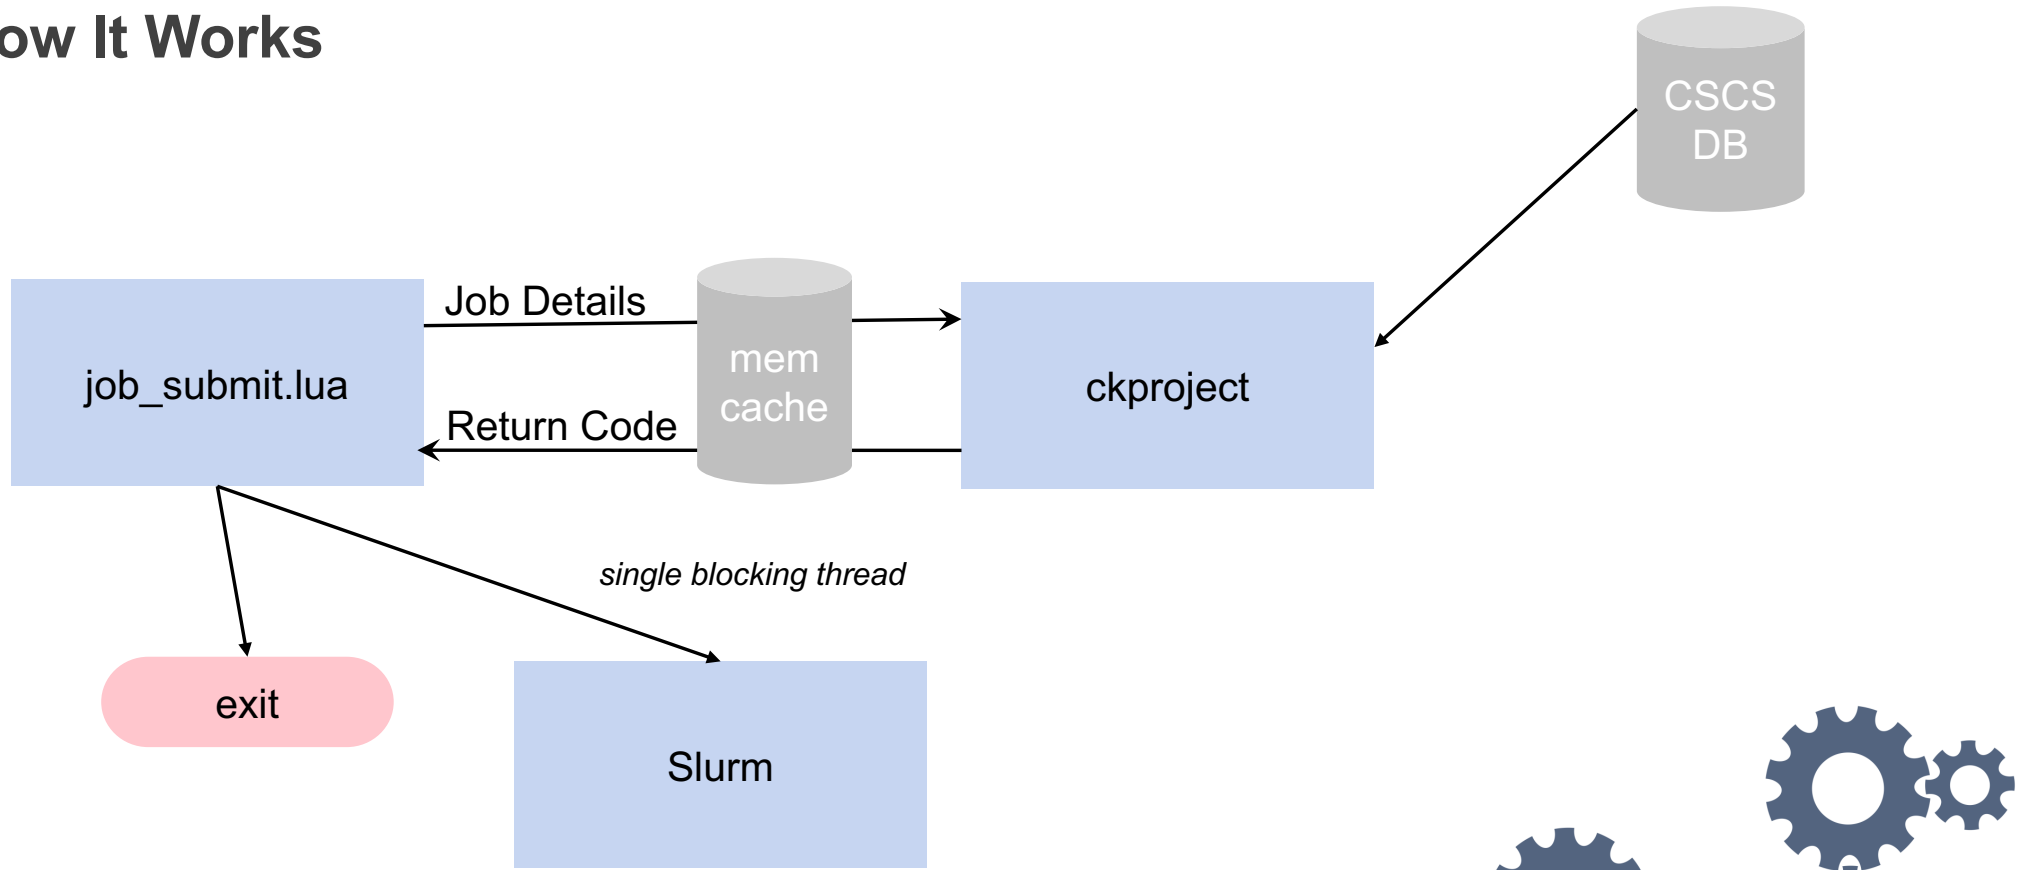 ow It Works
CSCS
DB
Job Details
mem
cache
job_submit.lua
ckproject
Return Code
single blocking thread
exit
Slurm